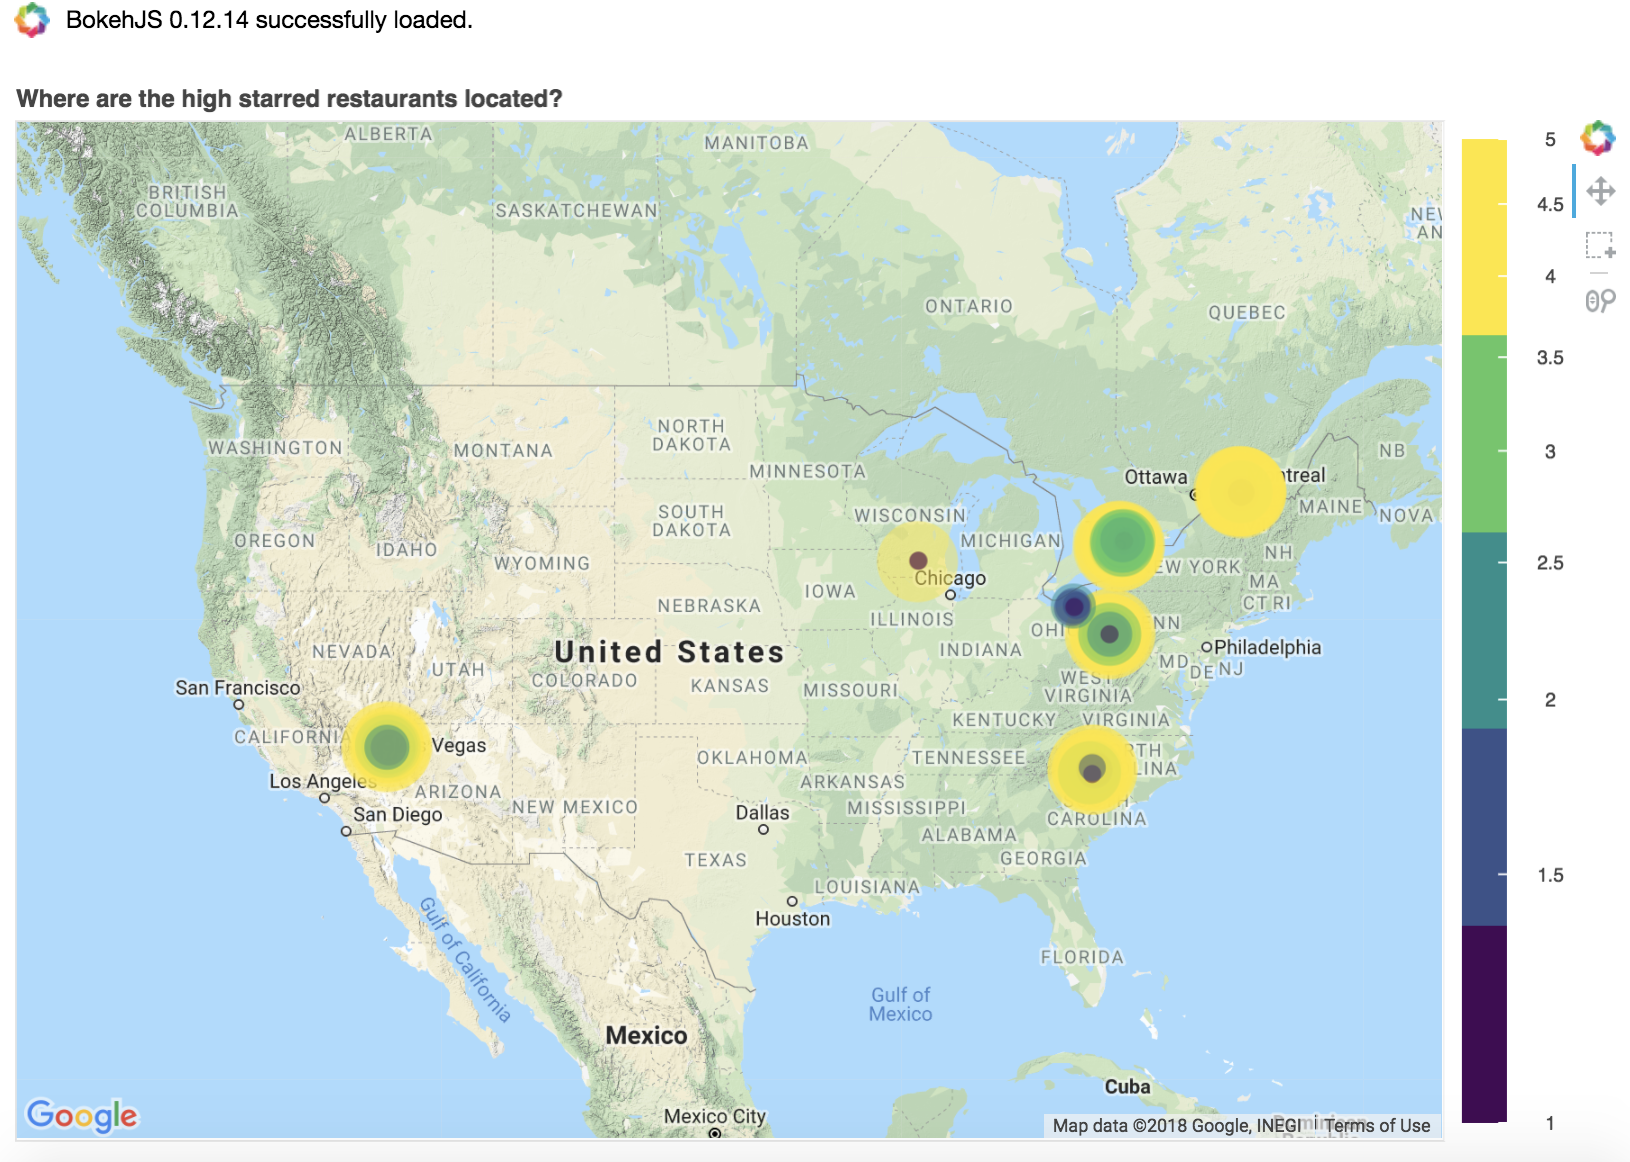 BokehJS 0.12.14 successfully loaded.
Where are the high starred restaurants located?
ALBERTA
MANITOBA
BRITISH
COLUMBIA
SASKATCHEWAN
ONTARIO
QUEBEC
WASHINGTON
MONTANA
NORTH
DAKOTA
MINNESOTA
Ottawa
ntreal
NB
MAINE
NOVA
SOUTH
DAKOTA
WISCONSIN
MICHIGAN
OREGON
IDAHO
WYOMING
NH
EW YORK
MA
CT RI
Chicago
IOWA
NEBRASKA
ILLINOIS
OHI
NN
INDIANA
Philadelphia
MD
DE NJ
NEVADA
UTAH
United States
COLORADO
KANSAS
MISSOURI
WEST
VIRGINIA
KENTUCKY
VIRGINIA
San Francisco
CALIFORNIA
Vegas
OKLAHOMA
TENNESSEE
RTH
LINA
Los Angeles
ARIZONA
NEW MEXICO
ARKANSAS
MISSISSIPPI
CAROLINA
San Diego
Dallas
ALABAMA
TEXAS
GEORGIA
LOUISIANA
Houston
FLORIDA
Gulf of California
Gulf of
Mexico
Mexico
Cuba
Mexico City
Google
Map data ©2018 Google, INEGI
Terms of Use
5
4.5
4
3.5
3
2.5
2
1.5
1